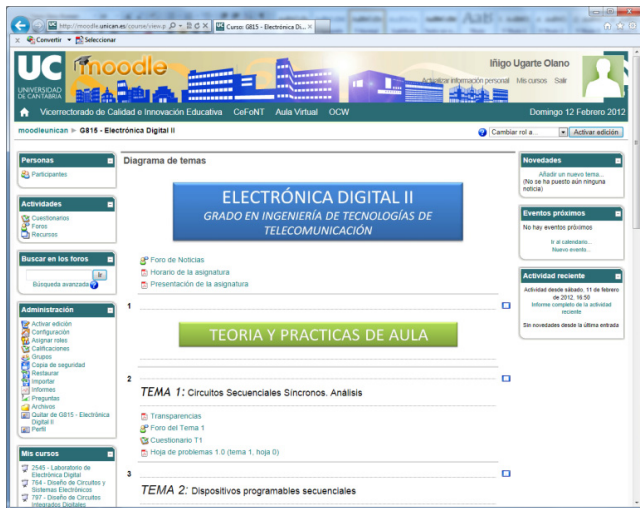 http://moodle.unican.es/course/view.p
Curso: G815 - Electrónica Di...
Convertir
Seleccionar
UC
UNIVERSIDAD
DE CANTABRIA
moodle
Iñigo Ugarte Olano
Actualizar información personal Mis cursos Salir
Vicerrectorado de Calidad e Innovación Educativa CeFoNT Aula Virtual OCW
Domingo 12 Febrero 2012
moodleunican ► G815 - Electrónica Digital II
Cambiar rol a...
Activar edición
Personas
Participantes
Actividades
Cuestionarios
Foros
Recursos
Buscar en los foros
Ir
Búsqueda avanzada
Administración
Activar edición
Configuración
Asignar roles
Calificaciones
Grupos
Copia de seguridad
Restaurar
Importar
Informes
Preguntas
Archivos
Quitar de G815 - Electrónica
Digital II
Perfil
Mis cursos
2545 - Laboratorio de
Electrónica Digital
764 - Diseño de Circuitos y
Sistemas Electrónicos
797 - Diseño de Circuitos
Integrados Digitales
Diagrama de temas
ELECTRÓNICA DIGITAL II
GRADO EN INGENIERÍA DE TECNOLOGÍAS DE
TELECOMUNICACIÓN
Foro de Noticias
Horario de la asignatura
Presentación de la asignatura
1
TEORIA Y PRACTICAS DE AULA
2
TEMA 1: Circuitos Secuenciales Síncronos. Análisis
Transparencias
Foro del Tema 1
Cuestionario T1
Hoja de problemas 1.0 (tema 1, hoja 0)
3
TEMA 2: Dispositivos programables secuenciales
Novedades
Añadir un nuevo tema...
(No se ha puesto aún ninguna
noticia)
Eventos próximos
No hay eventos próximos
Ir al calendario...
Nuevo evento...
Actividad reciente
Actividad desde sábado, 11 de febrero
de 2012, 16:50
Informe completo de la actividad
reciente
Sin novedades desde la última entrada